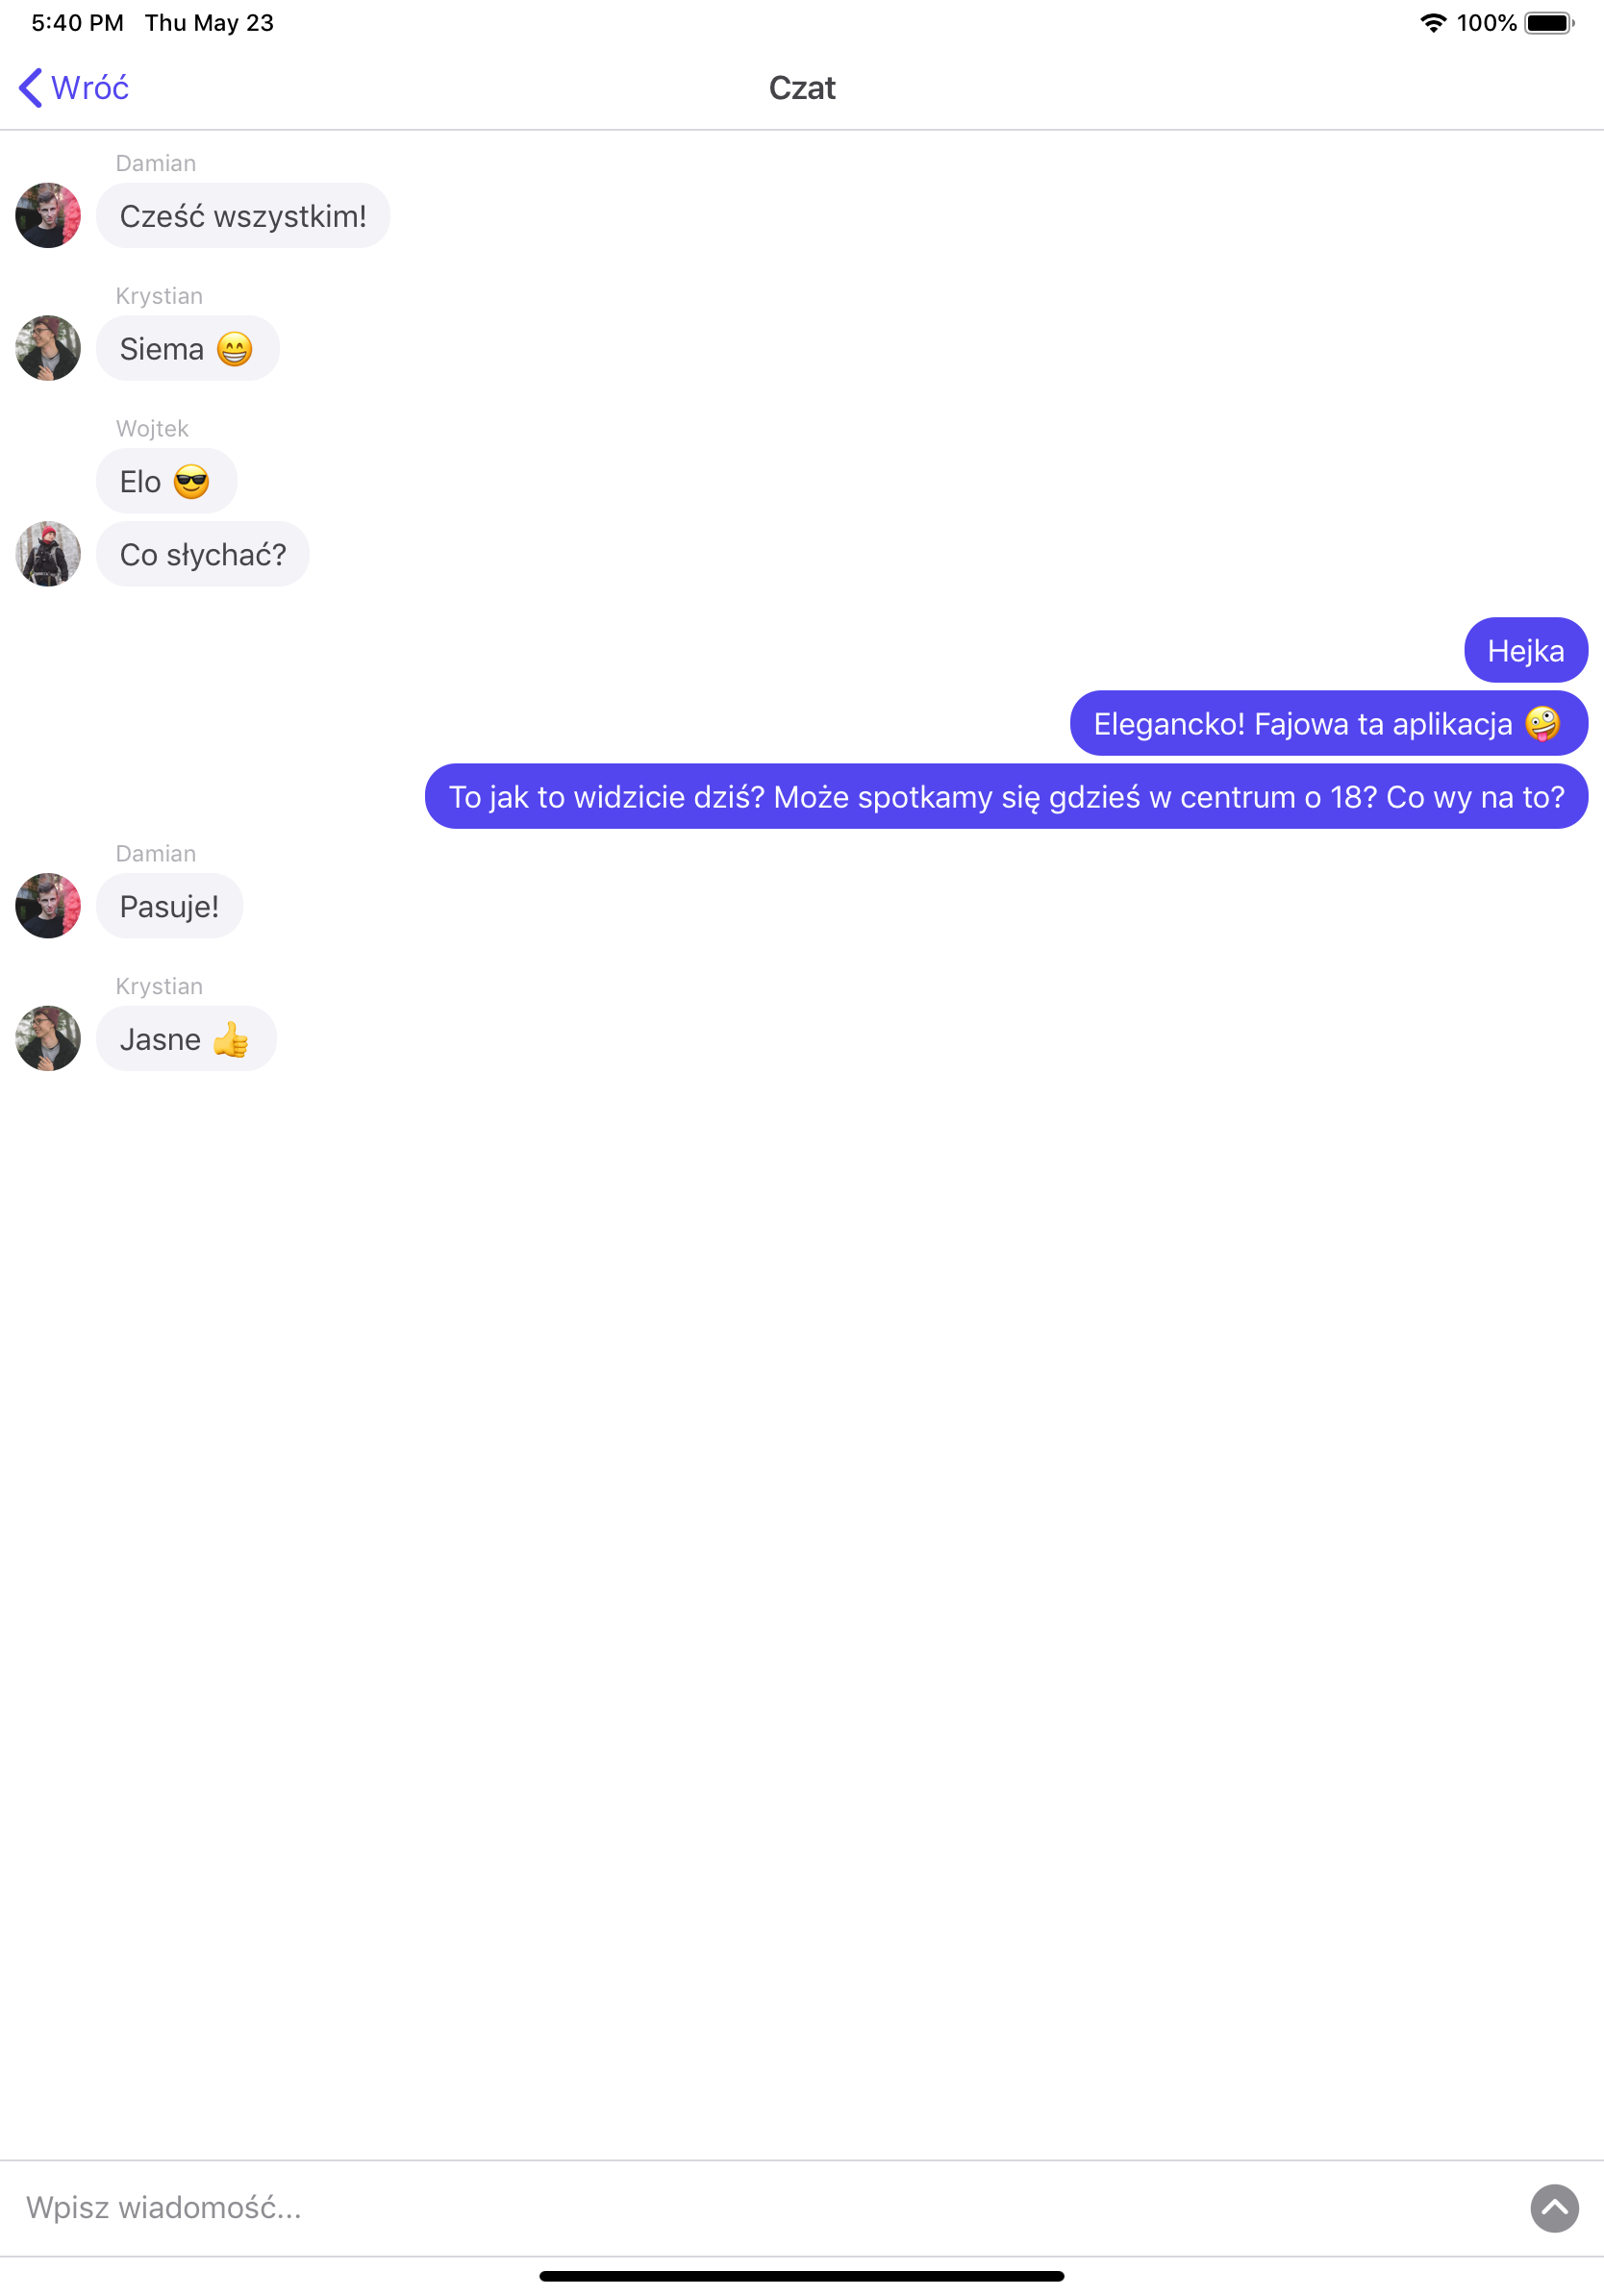 5:40 PM Thu May 23 100%
Wróć Czat
Damian
Cześć wszystkim!
Krystian
Siema 😁
Wojtek
Elo 😎
Co słychać?
Hejka
Elegancko! Fajowa ta aplikacja 🤪
To jak to widzicie dziś? Może spotkamy się gdzieś w centrum o 18? Co wy na to?
Damian
Pasuje!
Krystian
Jasne 👍
Wpisz wiadomość...